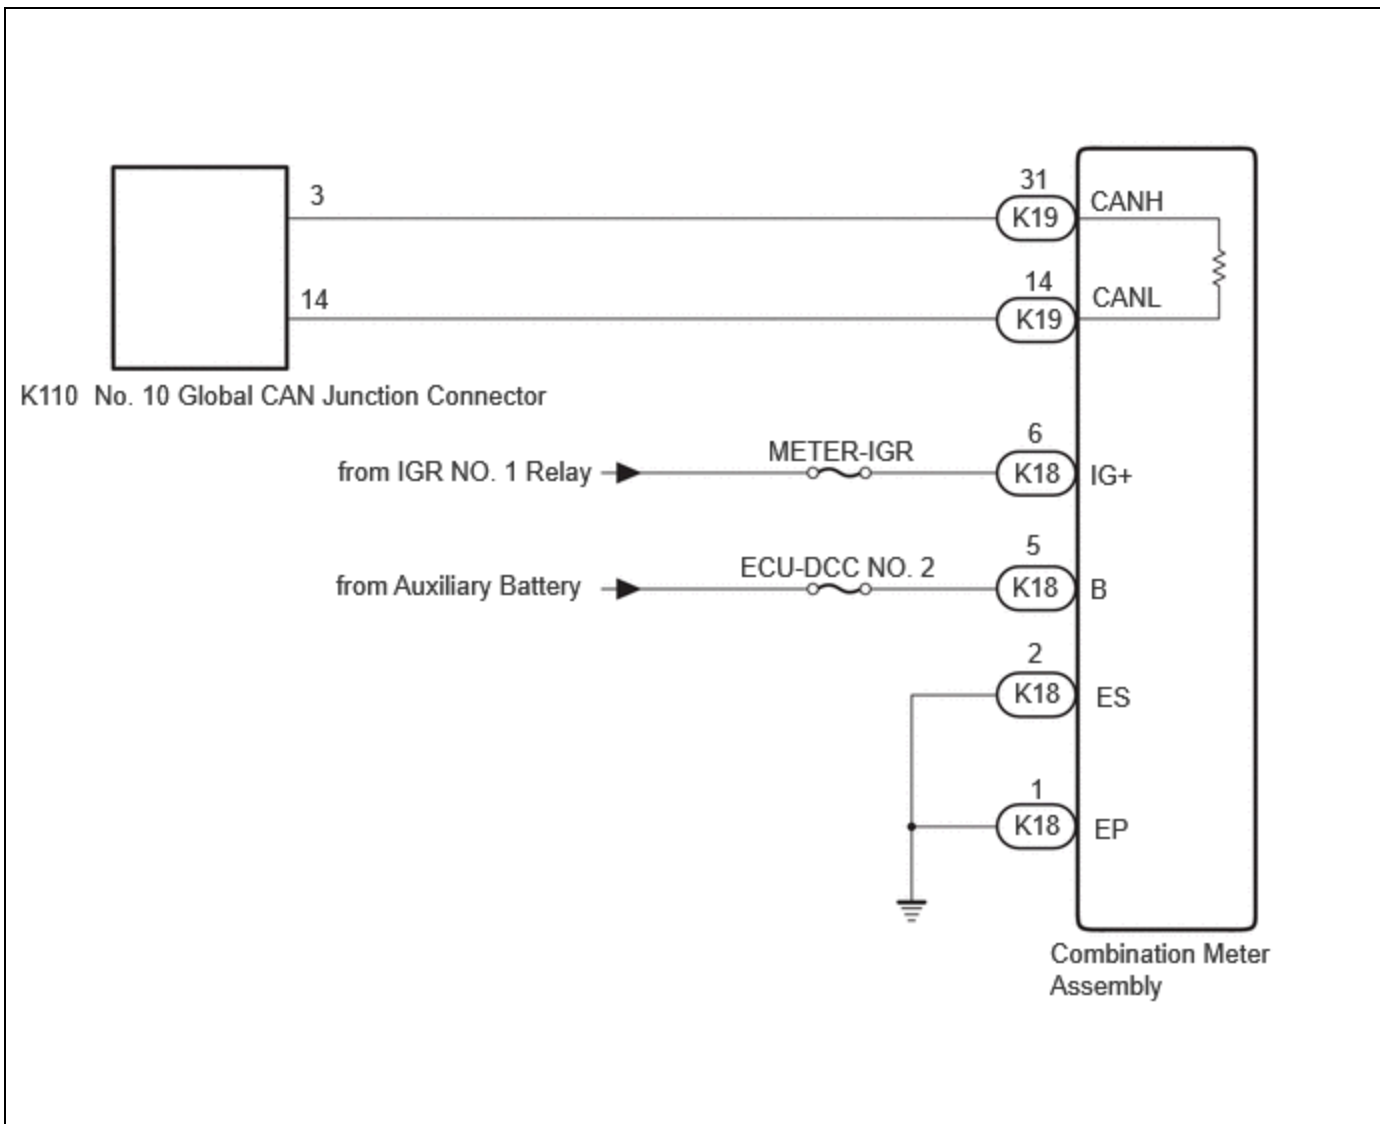 3
31
K19
CANH
14
14
K19
CANL
K110 No. 10 Global CAN Junction Connector
from IGR NO. 1 Relay
METER-IGR
6
K18
IG+
from Auxiliary Battery
ECU-DCC NO. 2
5
K18
B
2
K18
ES
1
K18
EP
Combination Meter
Assembly